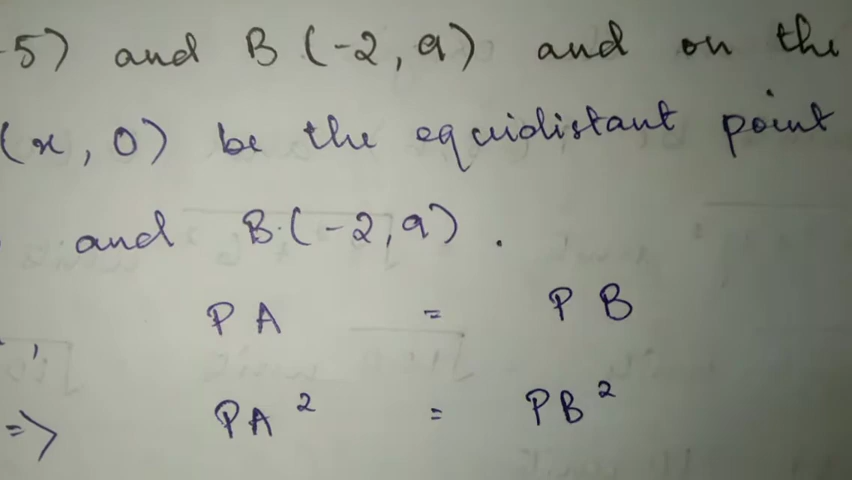 -5) and B (-2, 9) and on the
(x, 0) be the equidistant point
and B (-2, 9).
, PA = PB
=> PA² = PB²